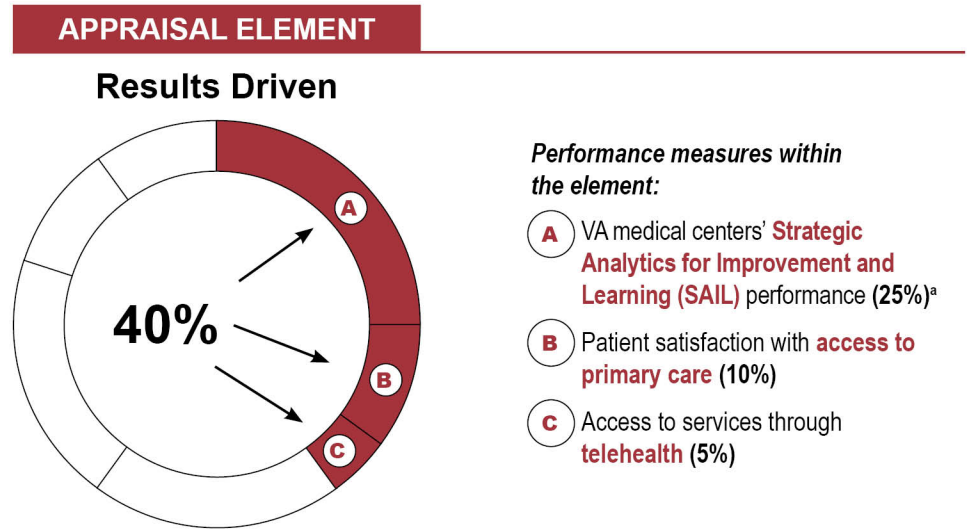 APPRAISAL ELEMENT
Results Driven
A
40%
B
C
Performance measures within
the element:
A VA medical centers' Strategic
Analytics for Improvement and
Learning (SAIL) performance (25%)ᵃ
B Patient satisfaction with access to
primary care (10%)
C Access to services through
telehealth (5%)